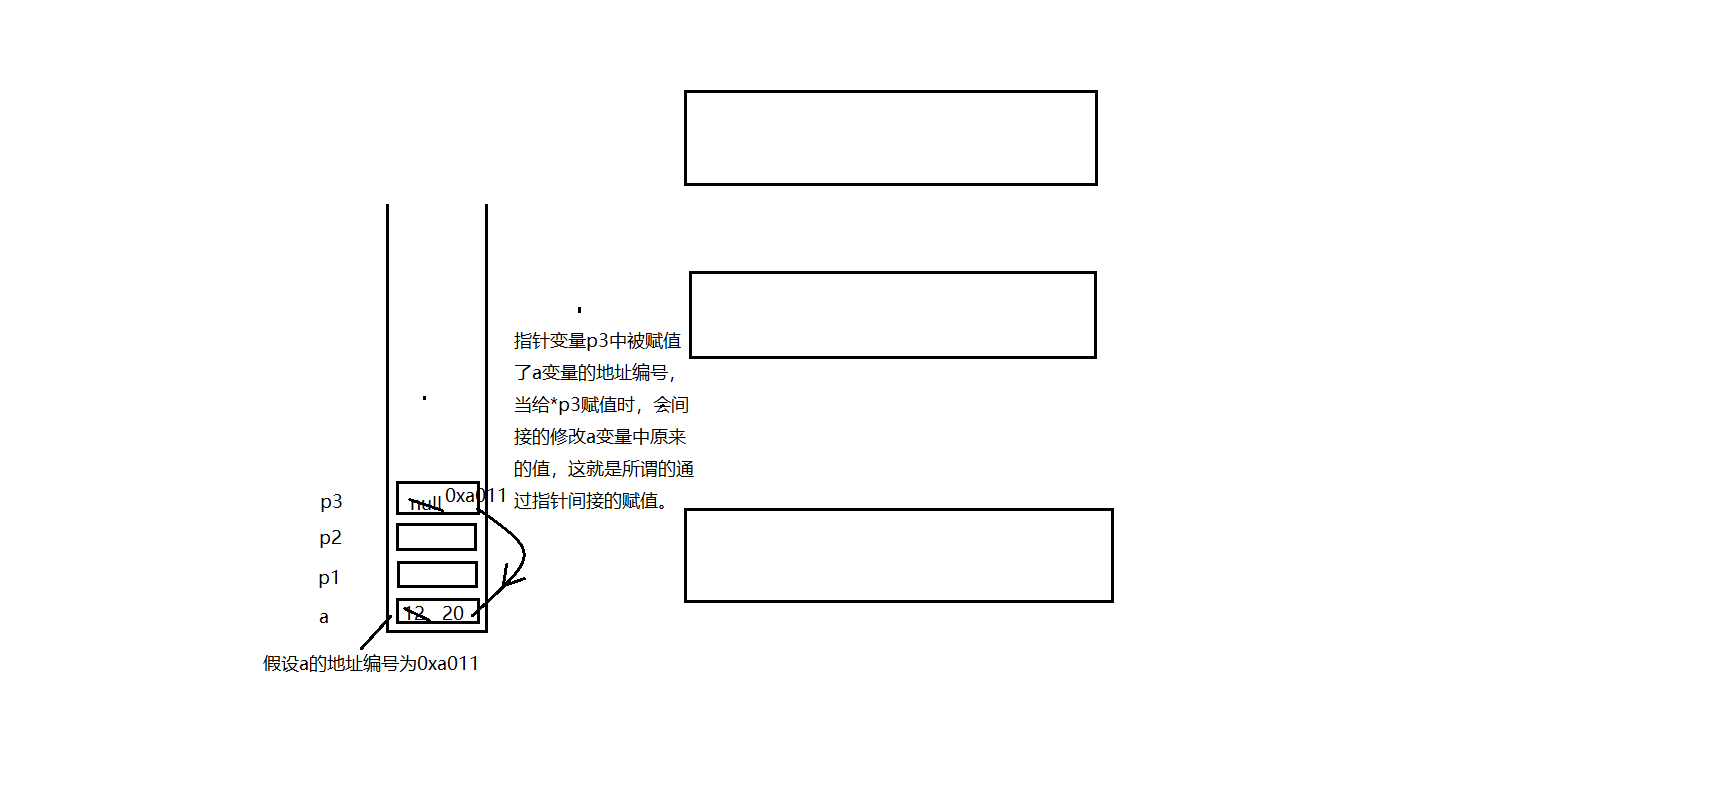 指针变量p3中被赋值
了a变量的地址编号，
当给*p3赋值时，会间
接的修改a变量中原来
的值，这就是所谓的通
过指针间接的赋值。
p3
null 0xa011
p2
p1
a
12 20
假设a的地址编号为0xa011